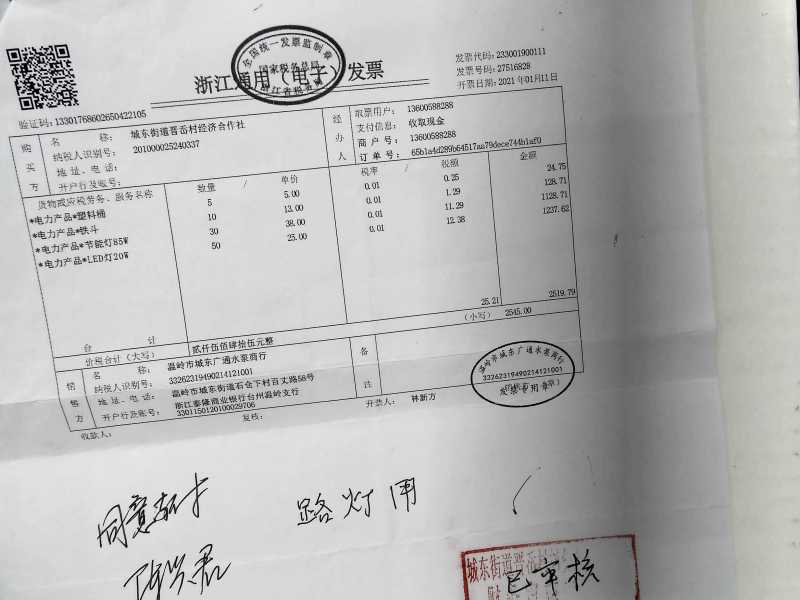 浙江通用（电子）发票
全国统一发票监制章
国家税务总局
浙江省税务局
发票代码:233001900111
发票号码:27516828
开票日期:2021年01月11日
验证码:13301768602650422105
购买方
名 称: 城东街道晋岙村经济合作社
纳税人识别号: 201000025240337
地址、电话:
开户行及账号:
经办人
取票用户: 13600588288
支付信息: 收取现金
商户号: 13600588288
订单号: 65b1a4d289b64517aa79dece744b1af0
货物或应税劳务、服务名称 数量 / 单价 税率 / 税额 金额
*电力产品*塑料桶 5 5.00 0.01 0.25 24.75
*电力产品*铁斗 10 13.00 0.01 1.29 128.71
*电力产品*节能灯85W 30 38.00 0.01 11.29 1128.71
*电力产品*LED灯20W 50 25.00 0.01 12.38 1237.62
合 计 25.21 2519.79
价税合计（大写） 贰仟伍佰肆拾伍元整 （小写） 2545.00
销售方
名 称: 温岭市城东广通水泵商行
纳税人识别号: 33262319490214121001
地址、电话: 温岭市城东街道石仓下村百丈路58号
开户行及账号: 浙江泰隆商业银行台州温岭支行
3301150120100029706
备注
温岭市城东广通水泵商行
33262319490214121001
发票专用章
收款人: 复核: 开票人: 林新方
同意
路灯用
城东街道晋岙村
已审核